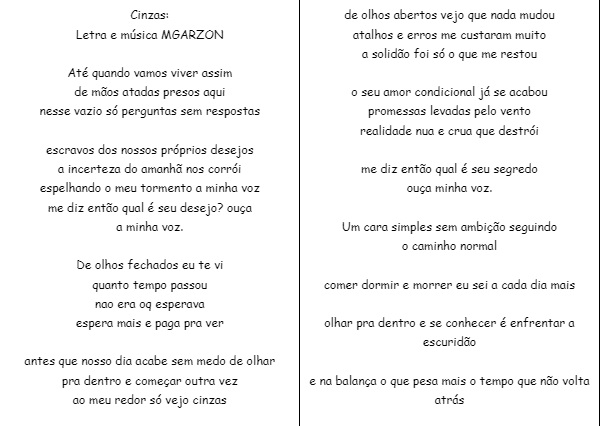 Cinzas:
Letra e música MGARZON
Até quando vamos viver assim
de mãos atadas presos aqui
nesse vazio só perguntas sem respostas
escravos dos nossos próprios desejos
a incerteza do amanhã nos corrói
espelhando o meu tormento a minha voz
me diz então qual é seu desejo? ouça
a minha voz.
De olhos fechados eu te vi
quanto tempo passou
nao era oq esperava
espera mais e paga pra ver
antes que nosso dia acabe sem medo de olhar
pra dentro e começar outra vez
ao meu redor só vejo cinzas
de olhos abertos vejo que nada mudou
atalhos e erros me custaram muito
a solidão foi só o que me restou
o seu amor condicional já se acabou
promessas levadas pelo vento
realidade nua e crua que destrói
me diz então qual é seu segredo
ouça minha voz.
Um cara simples sem ambição seguindo
o caminho normal
comer dormir e morrer eu sei a cada dia mais
olhar pra dentro e se conhecer é enfrentar a
escuridão
e na balança o que pesa mais o tempo que não volta
atrás